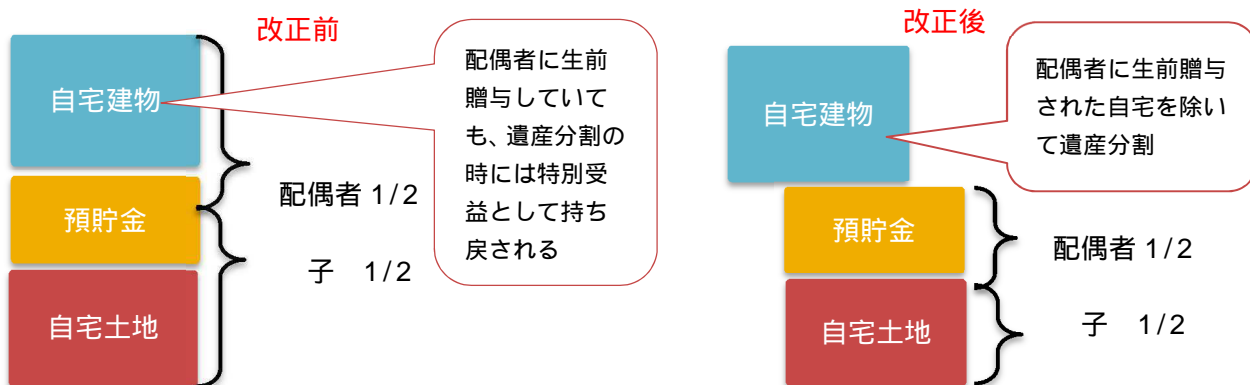 改正前
自宅建物
預貯金
自宅土地
配偶者 1/2
子　1/2
配偶者に生前
贈与していて
も、遺産分割の
時には特別受
益として持ち
戻される
改正後
自宅建物
預貯金
自宅土地
配偶者に生前贈与
された自宅を除い
て遺産分割
配偶者 1/2
子　1/2